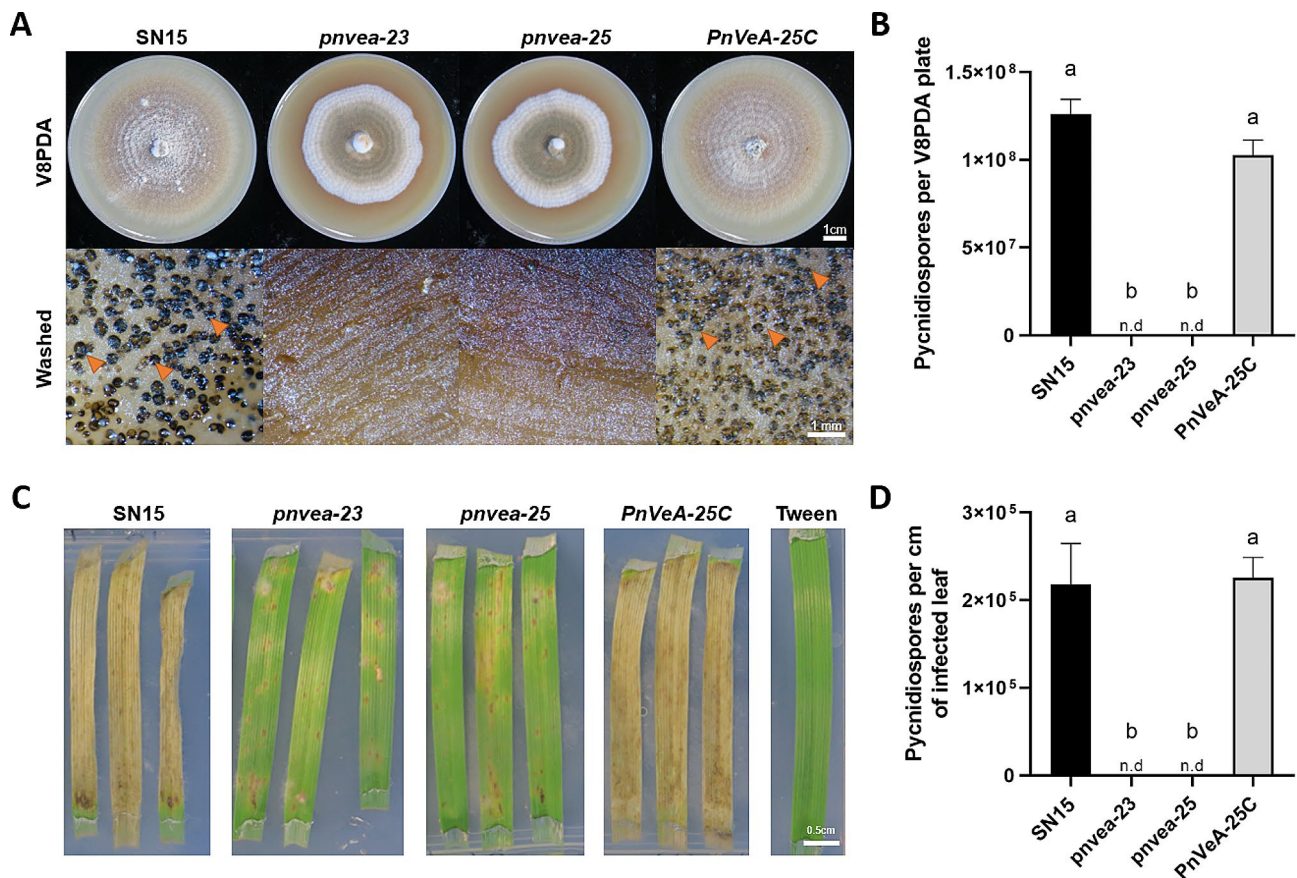 A
SN15 pnvea-23 pnvea-25 PnVeA-25C
V8PDA
1cm
Washed
1 mm
B
Pycnidiospores per V8PDA plate
1.5×10⁸
1×10⁸
5×10⁷
0
a
b
n.d
b
n.d
a
SN15
pnvea-23
pnvea-25
PnVeA-25C
C
SN15 pnvea-23 pnvea-25 PnVeA-25C Tween
0.5cm
D
Pycnidiospores per cm
of infected leaf
3×10⁵
2×10⁵
1×10⁵
0
a
b
n.d
b
n.d
a
SN15
pnvea-23
pnvea-25
PnVeA-25C